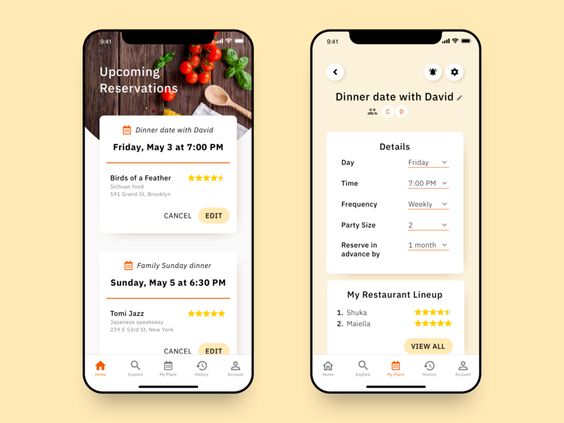 9:41
Upcoming
Reservations
Dinner date with David
Friday, May 3 at 7:00 PM
Birds of a Feather
Sichuan food
191 Grand St, Brooklyn
CANCEL
EDIT
Family Sunday dinner
Sunday, May 5 at 6:30 PM
Tomi Jazz
Japanese speakeasy
239 E 53rd St, New York
CANCEL
EDIT
Home
Explore
My Plans
History
Account
9:41
Dinner date with David
C D
Details
Day Friday
Time 7:00 PM
Frequency Weekly
Party Size 2
Reserve in
advance by 1 month
My Restaurant Lineup
1. Shuka
2. Maiella
VIEW ALL
Home
Explore
My Plans
History
Account